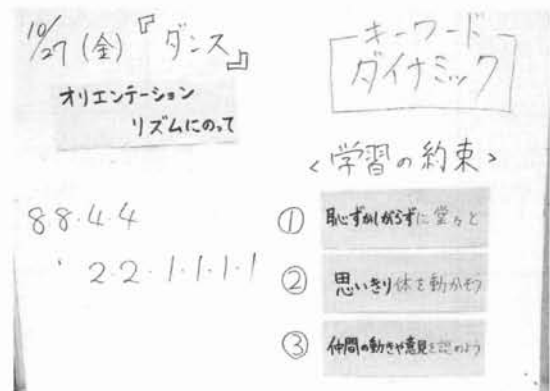 10/27(金)『ダンス』
オリエンテーション
リズムにのって
88.4.4
2.2.1.1.1.1
キーワード
ダイナミック
<学習の約束>
① 恥ずかしがらずに堂々と
② 思いきり体を動かそう
③ 仲間の動きや意見を認めよう